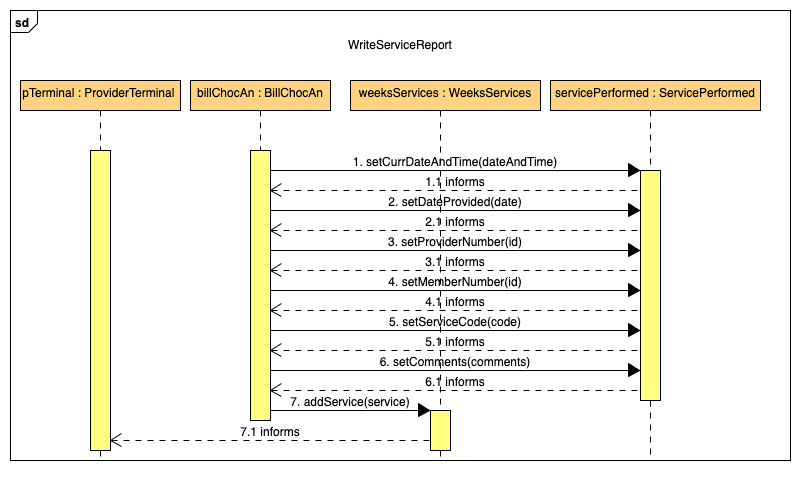 sd
WriteServiceReport
pTerminal : ProviderTerminal
billChocAn : BillChocAn
weeksServices : WeeksServices
servicePerformed : ServicePerformed
1. setCurrDateAndTime(dateAndTime)
1.1 informs
2. setDateProvided(date)
2.1 informs
3. setProviderNumber(id)
3.1 informs
4. setMemberNumber(id)
4.1 informs
5. setServiceCode(code)
5.1 informs
6. setComments(comments)
6.1 informs
7. addService(service)
7.1 informs